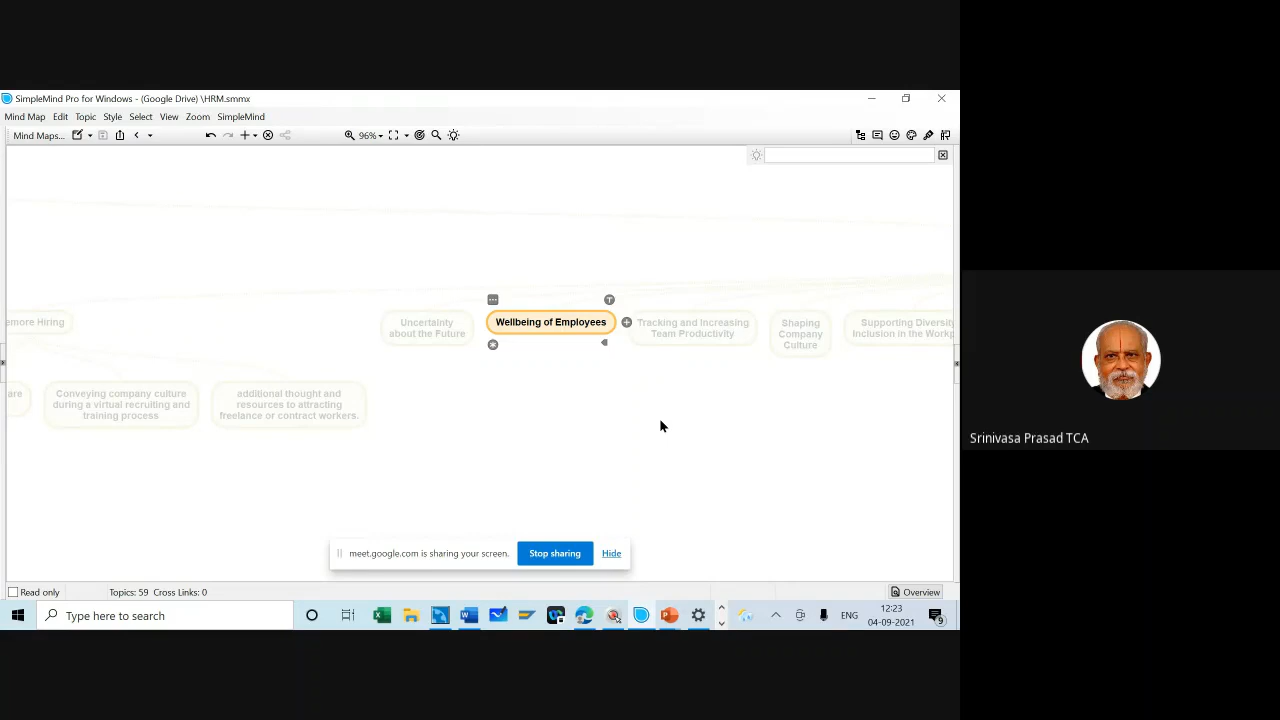 SimpleMind Pro for Windows - (Google Drive) \HRM.smmx
Mind Map Edit Topic Style Select View Zoom SimpleMind
Mind Maps... 96%
emore Hiring
Uncertainty
about the Future
Wellbeing of Employees
Tracking and Increasing
Team Productivity
Shaping
Company
Culture
Supporting Diversity
Inclusion in the Workp
are
Conveying company culture
during a virtual recruiting and
training process
additional thought and
resources to attracting
freelance or contract workers.
Srinivasa Prasad TCA
meet.google.com is sharing your screen. Stop sharing Hide
Read only Topics: 59 Cross Links: 0 Overview
Type here to search
ENG
12:23
04-09-2021
9